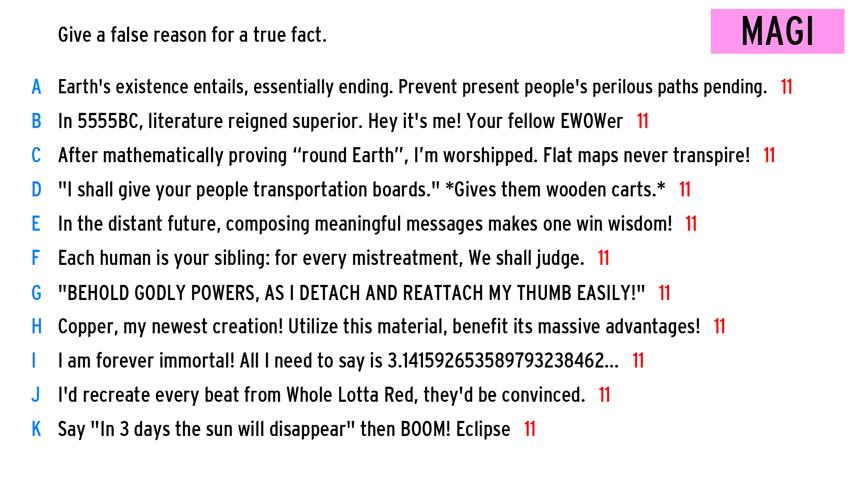 Give a false reason for a true fact.
MAGI
A Earth's existence entails, essentially ending. Prevent present people's perilous paths pending. 11
B In 5555BC, literature reigned superior. Hey it's me! Your fellow EWOWer 11
C After mathematically proving “round Earth”, I’m worshipped. Flat maps never transpire! 11
D "I shall give your people transportation boards." *Gives them wooden carts.* 11
E In the distant future, composing meaningful messages makes one win wisdom! 11
F Each human is your sibling: for every mistreatment, We shall judge. 11
G "BEHOLD GODLY POWERS, AS I DETACH AND REATTACH MY THUMB EASILY!" 11
H Copper, my newest creation! Utilize this material, benefit its massive advantages! 11
I I am forever immortal! All I need to say is 3.141592653589793238462... 11
J I'd recreate every beat from Whole Lotta Red, they'd be convinced. 11
K Say "In 3 days the sun will disappear" then BOOM! Eclipse 11